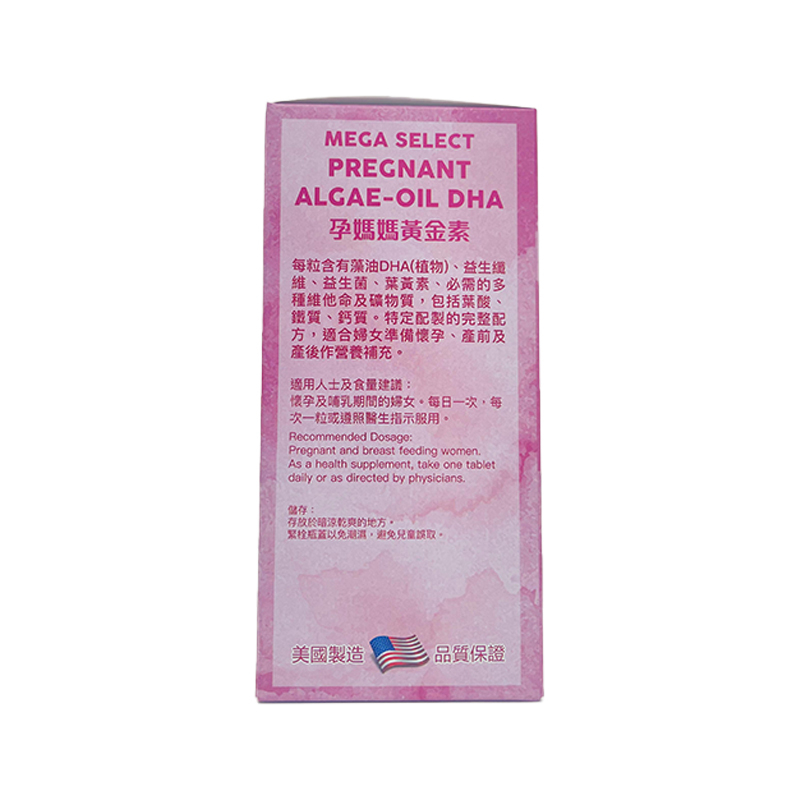 MEGA SELECT
PREGNANT
ALGAE-OIL DHA
孕媽媽黃金素
每粒含有藻油DHA(植物)、益生纖
維、益生菌、葉黃素、必需的多
種維他命及礦物質，包括葉酸、
鐵質、鈣質。特定配製的完整配
方，適合婦女準備懷孕、產前及
產後作營養補充。
適用人士及食量建議：
懷孕及哺乳期間的婦女。每日一次，每
次一粒或遵照醫生指示服用。
Recommended Dosage:
Pregnant and breast feeding women.
As a health supplement, take one tablet
daily or as directed by physicians.
儲存：
存放於暗涼乾爽的地方。
緊栓瓶蓋以免潮濕，避免兒童誤取。
美國製造 品質保證